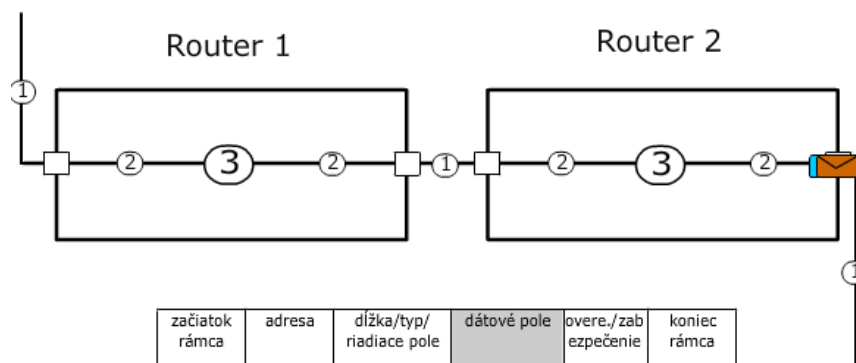 Router 1
Router 2
1
2
3
2
1
2
3
2
1
začiatok
rámca
adresa
dĺžka/typ/
riadiace pole
dátové pole
overe./zab
ezpečenie
koniec
rámca